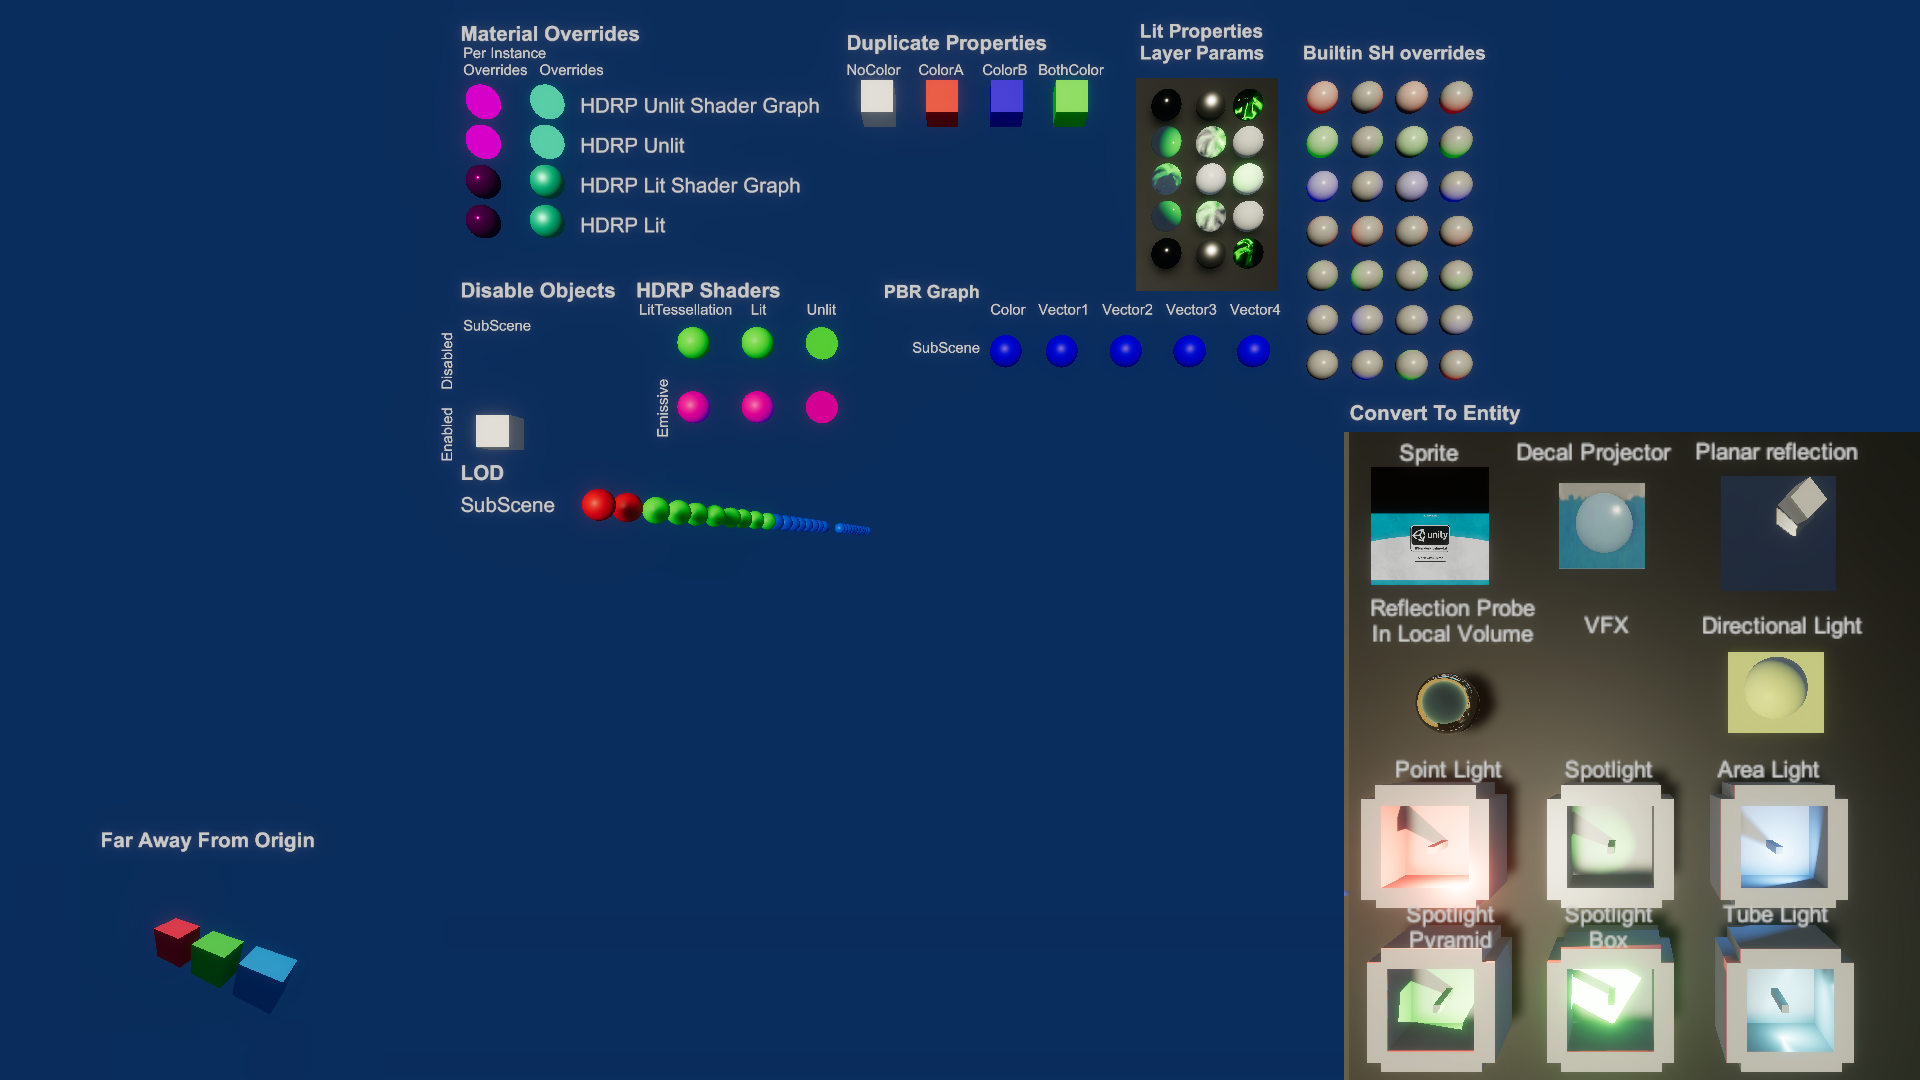 Material Overrides
Per Instance
Overrides Overrides
HDRP Unlit Shader Graph
HDRP Unlit
HDRP Lit Shader Graph
HDRP Lit
Duplicate Properties
NoColor ColorA ColorB BothColor
Lit Properties
Layer Params
Builtin SH overrides
Disable Objects
SubScene
Disabled
Enabled
HDRP Shaders
LitTessellation Lit Unlit
Emissive
PBR Graph
Color Vector1 Vector2 Vector3 Vector4
SubScene
LOD
SubScene
Convert To Entity
Sprite Decal Projector Planar reflection
unity
Reflection Probe
In Local Volume
VFX
Directional Light
Point Light Spotlight Area Light
Spotlight
Pyramid
Spotlight
Box
Tube Light
Far Away From Origin